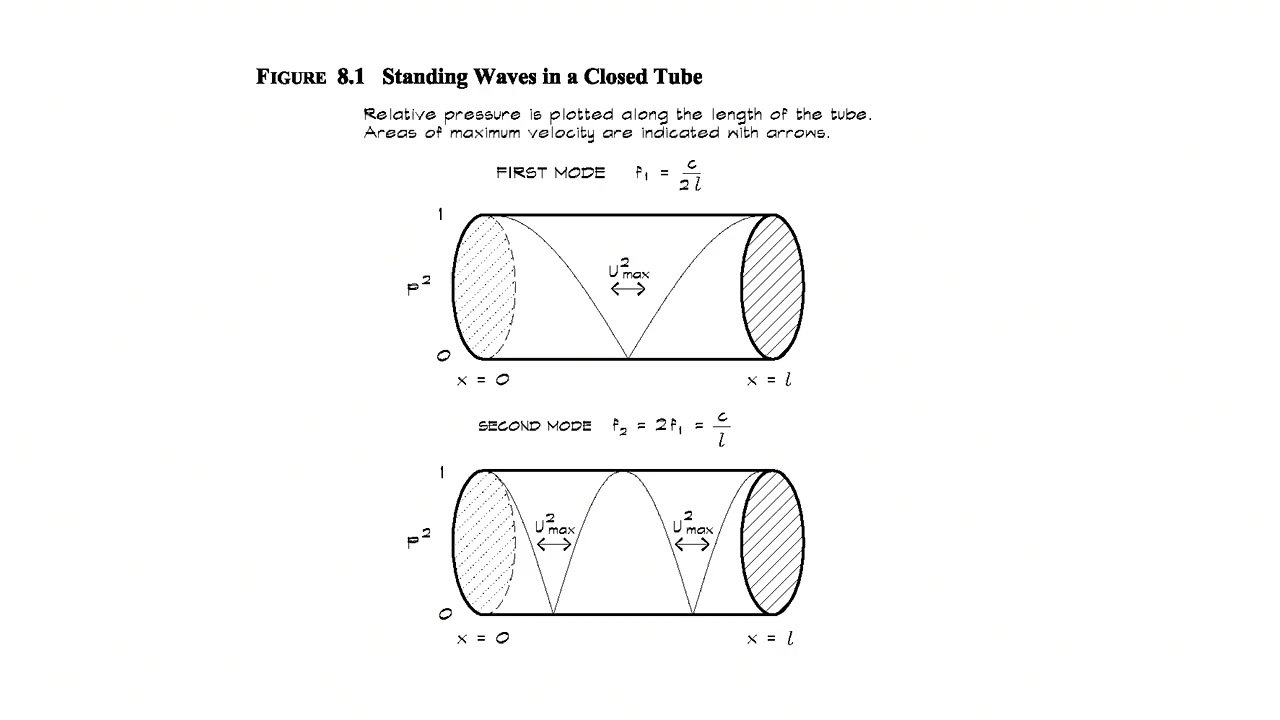 FIGURE 8.1 Standing Waves in a Closed Tube
Relative pressure is plotted along the length of the tube.
Areas of maximum velocity are indicated with arrows.
FIRST MODE f₁ = c / 2l
1
U²max
p²
0
x = 0 x = l
SECOND MODE f₂ = 2f₁ = c / l
1
U²max U²max
p²
0
x = 0 x = l